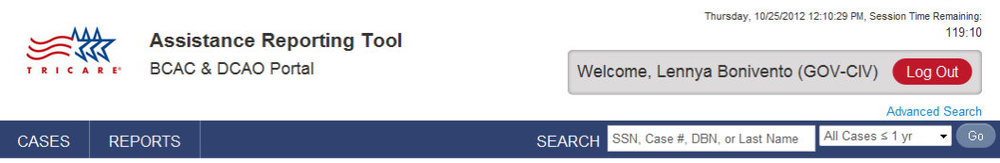 Thursday, 10/25/2012 12:10:29 PM, Session Time Remaining:
119:10
TRICARE®
Assistance Reporting Tool
BCAC & DCAO Portal
Welcome, Lennya Bonivento (GOV-CIV) Log Out
Advanced Search
CASES REPORTS SEARCH SSN, Case #, DBN, or Last Name All Cases ≤ 1 yr Go